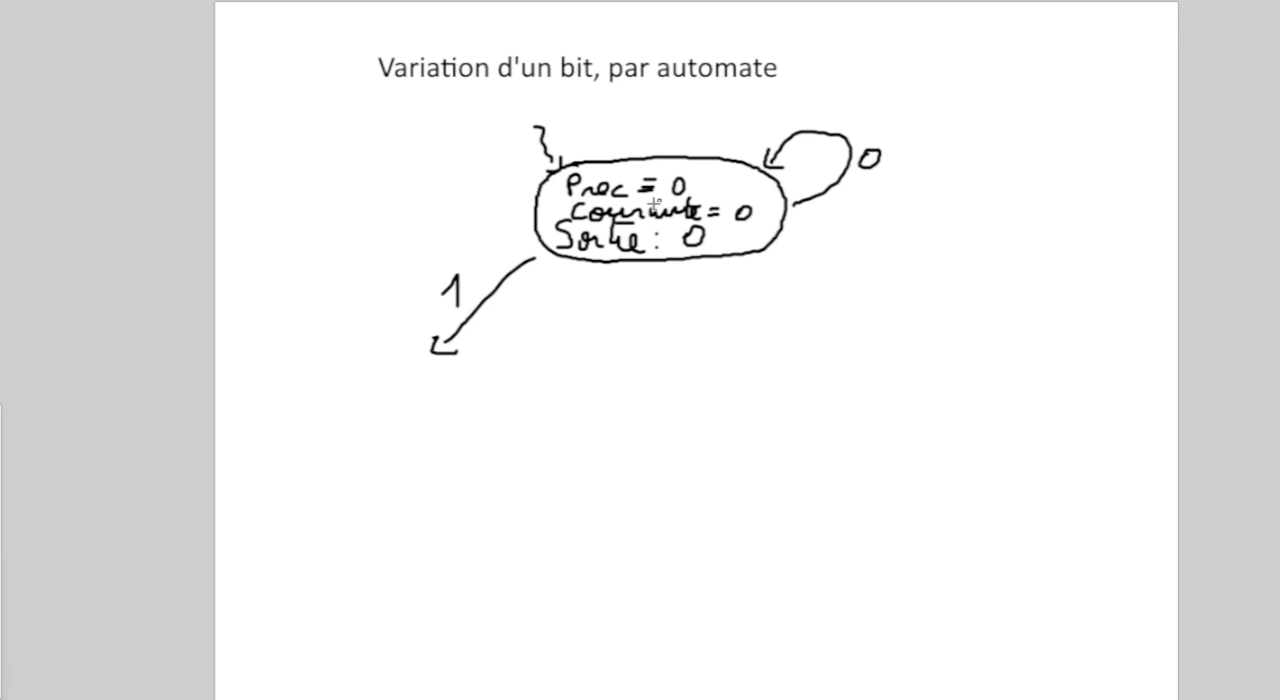 Variation d'un bit, par automate
0
Prec = 0
courante = 0
Sortie : 0
1